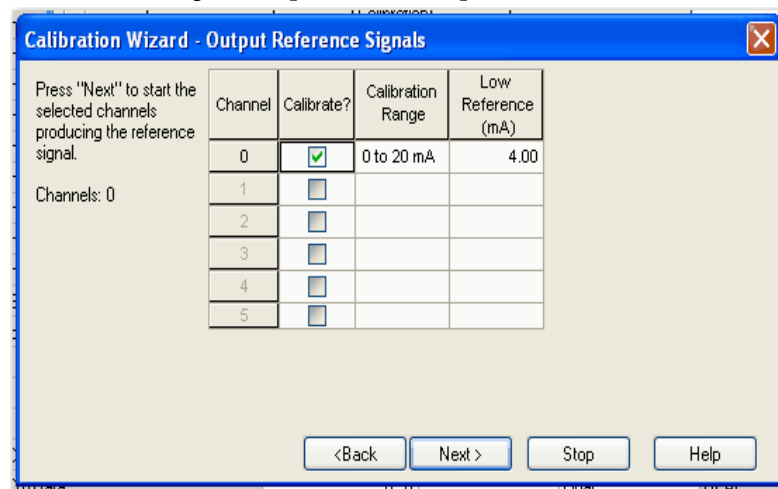 Calibration Wizard - Output Reference Signals
Press "Next" to start the
selected channels
producing the reference
signal.
Channels: 0
Channel Calibrate? Calibration Range Low Reference (mA)
0 0 to 20 mA 4.00
1
2
3
4
5
<Back Next > Stop Help